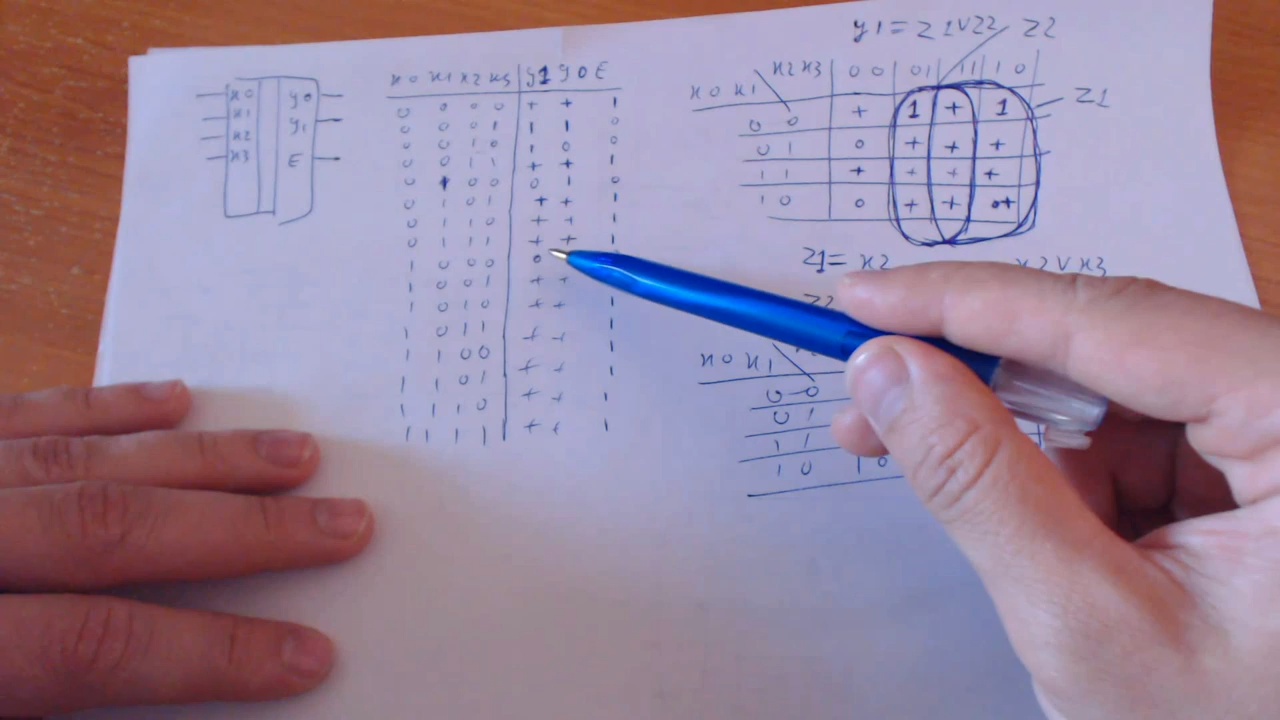 y1 = Z1VZ2 Z2
x0 y0
x1 y1
x2
x3 E
x0 x1 x2 x3 y1 y0 E
0 0 0 0 + + 1
0 0 0 1 1 1 0
0 0 1 0 1 0 0
0 0 1 1 + + 1
0 1 0 0 0 1 0
0 1 0 1 + + 1
0 1 1 0 + + 1
0 1 1 1 + + 1
1 0 0 0 0
1 0 0 1 + +
1 0 1 0 + + 1
1 0 1 1 + + 1
1 1 0 0 + + 1
1 1 0 1 + + 1
1 1 1 0 + + 1
1 1 1 1 + + 1
x2 x3 00 01 11 10
x0 x1
00 + 1 + 1 Z1
01 0 + + +
11 + + + +
10 0 + +
Z1 = x2 x2 V x3
x0 x1
00
01
11 +
10 10